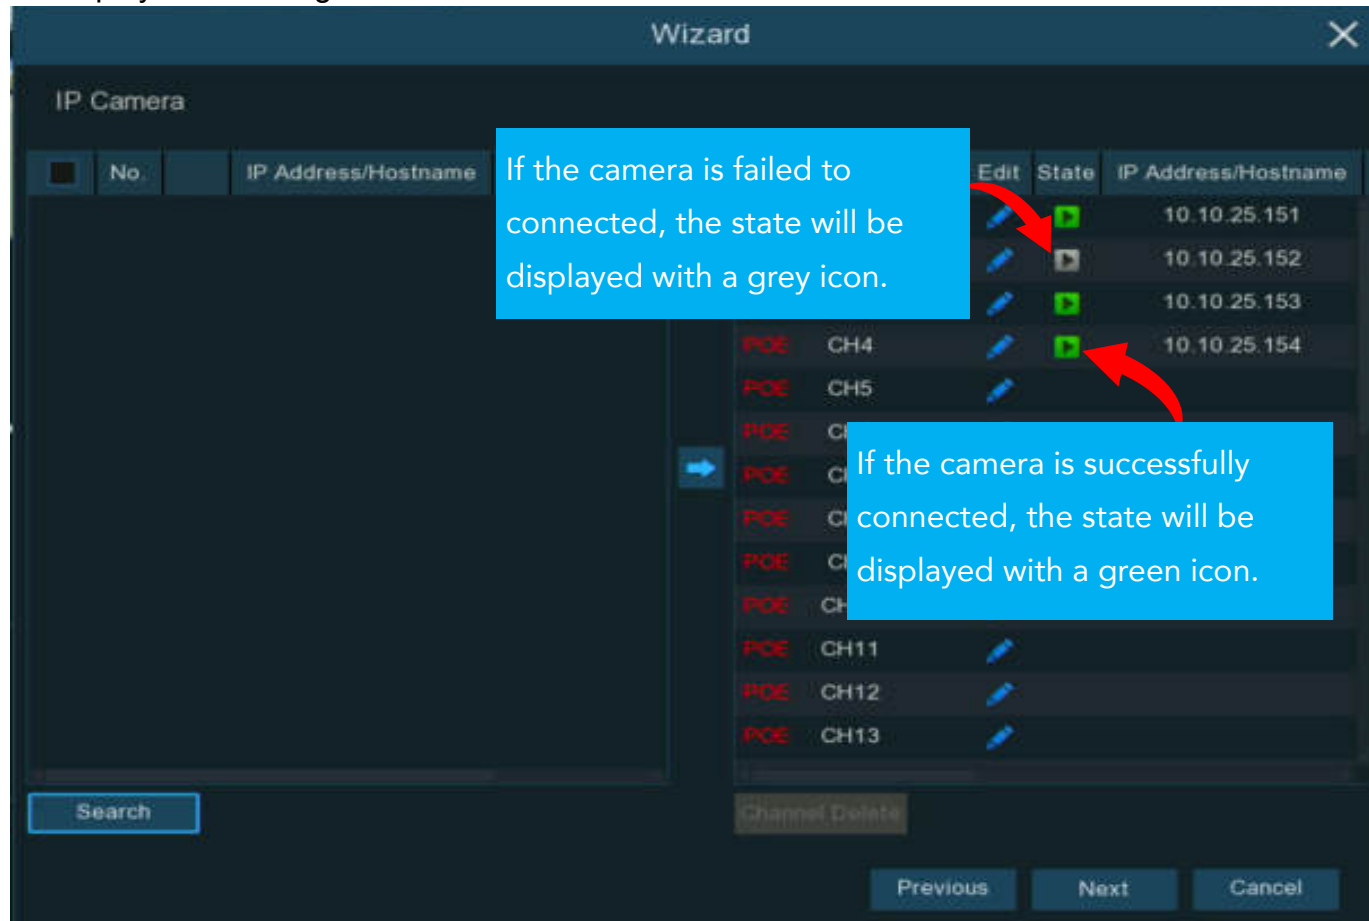 Wizard
IP Camera
No. IP Address/Hostname
Edit State IP Address/Hostname
If the camera is failed to
connected, the state will be
displayed with a grey icon.
10.10.25.151
10.10.25.152
10.10.25.153
POE CH4 10.10.25.154
POE CH5
POE
POE
POE
POE
POE
If the camera is successfully
connected, the state will be
displayed with a green icon.
POE CH11
POE CH12
POE CH13
Search
Channel Delete
Previous Next Cancel